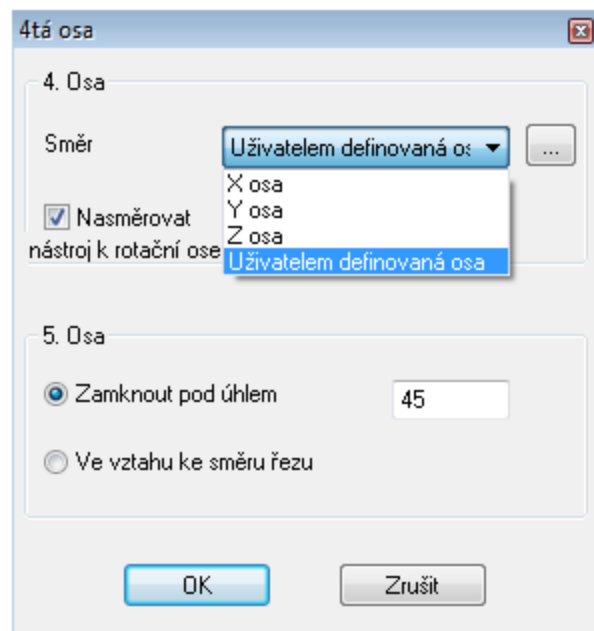 4tá osa
4. Osa
Směr
Uživatelem definovaná os
...
X osa
Y osa
Z osa
Uživatelem definovaná osa
Nasměrovat
nástroj k rotační ose
5. Osa
Zamknout pod úhlem
45
Ve vztahu ke směru řezu
OK
Zrušit